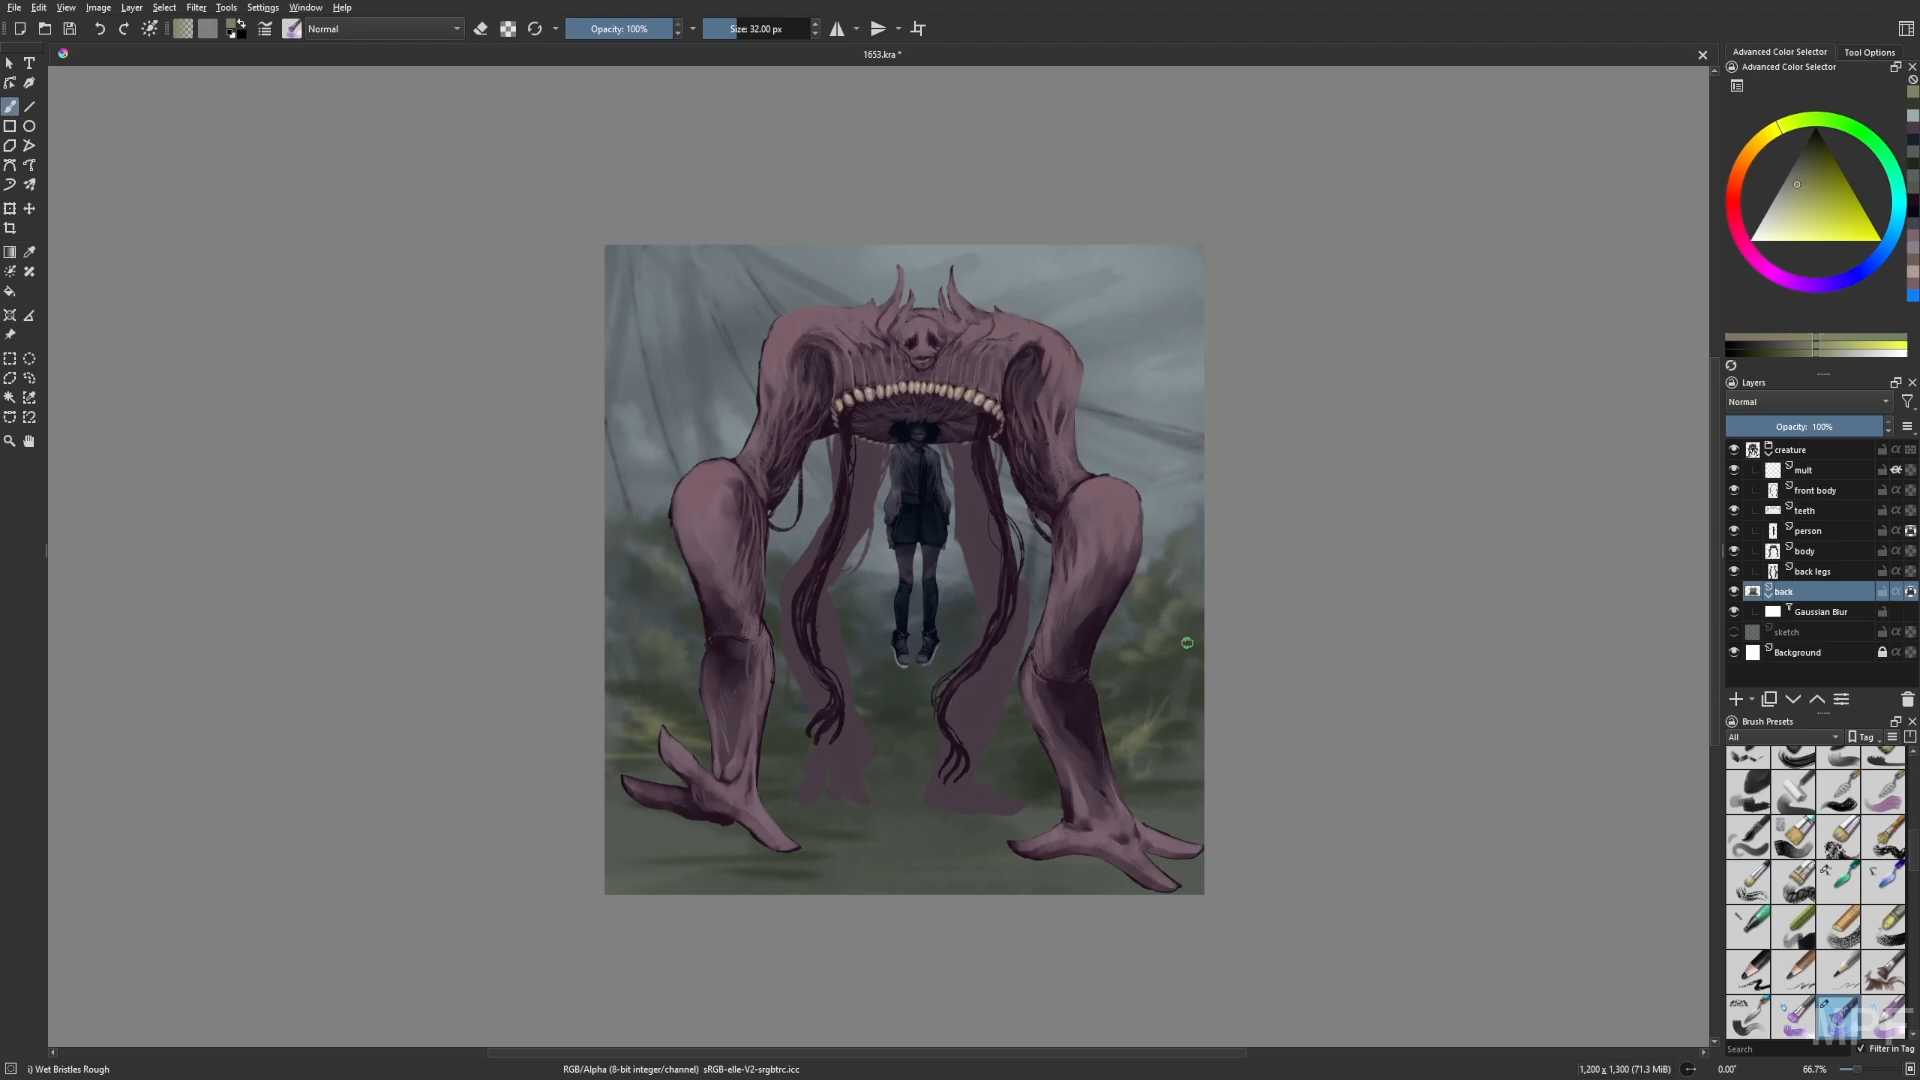 File Edit View Image Layer Select Filter Tools Settings Window Help
Normal
Opacity: 100%
Size: 32.00 px
1653.kra *
Advanced Color Selector
Tool Options
Advanced Color Selector
Layers
Normal
Opacity: 100%
creature
mult
front body
teeth
person
body
back legs
back
Gaussian Blur
sketch
Background
Brush Presets
All
Tag
Search
Filter in Tag
MPF
i) Wet Bristles Rough
RGB/Alpha (8-bit integer/channel) sRGB-elle-V2-srgbtrc.icc
1,200 x 1,300 (71.3 MiB)
0.00°
66.7%